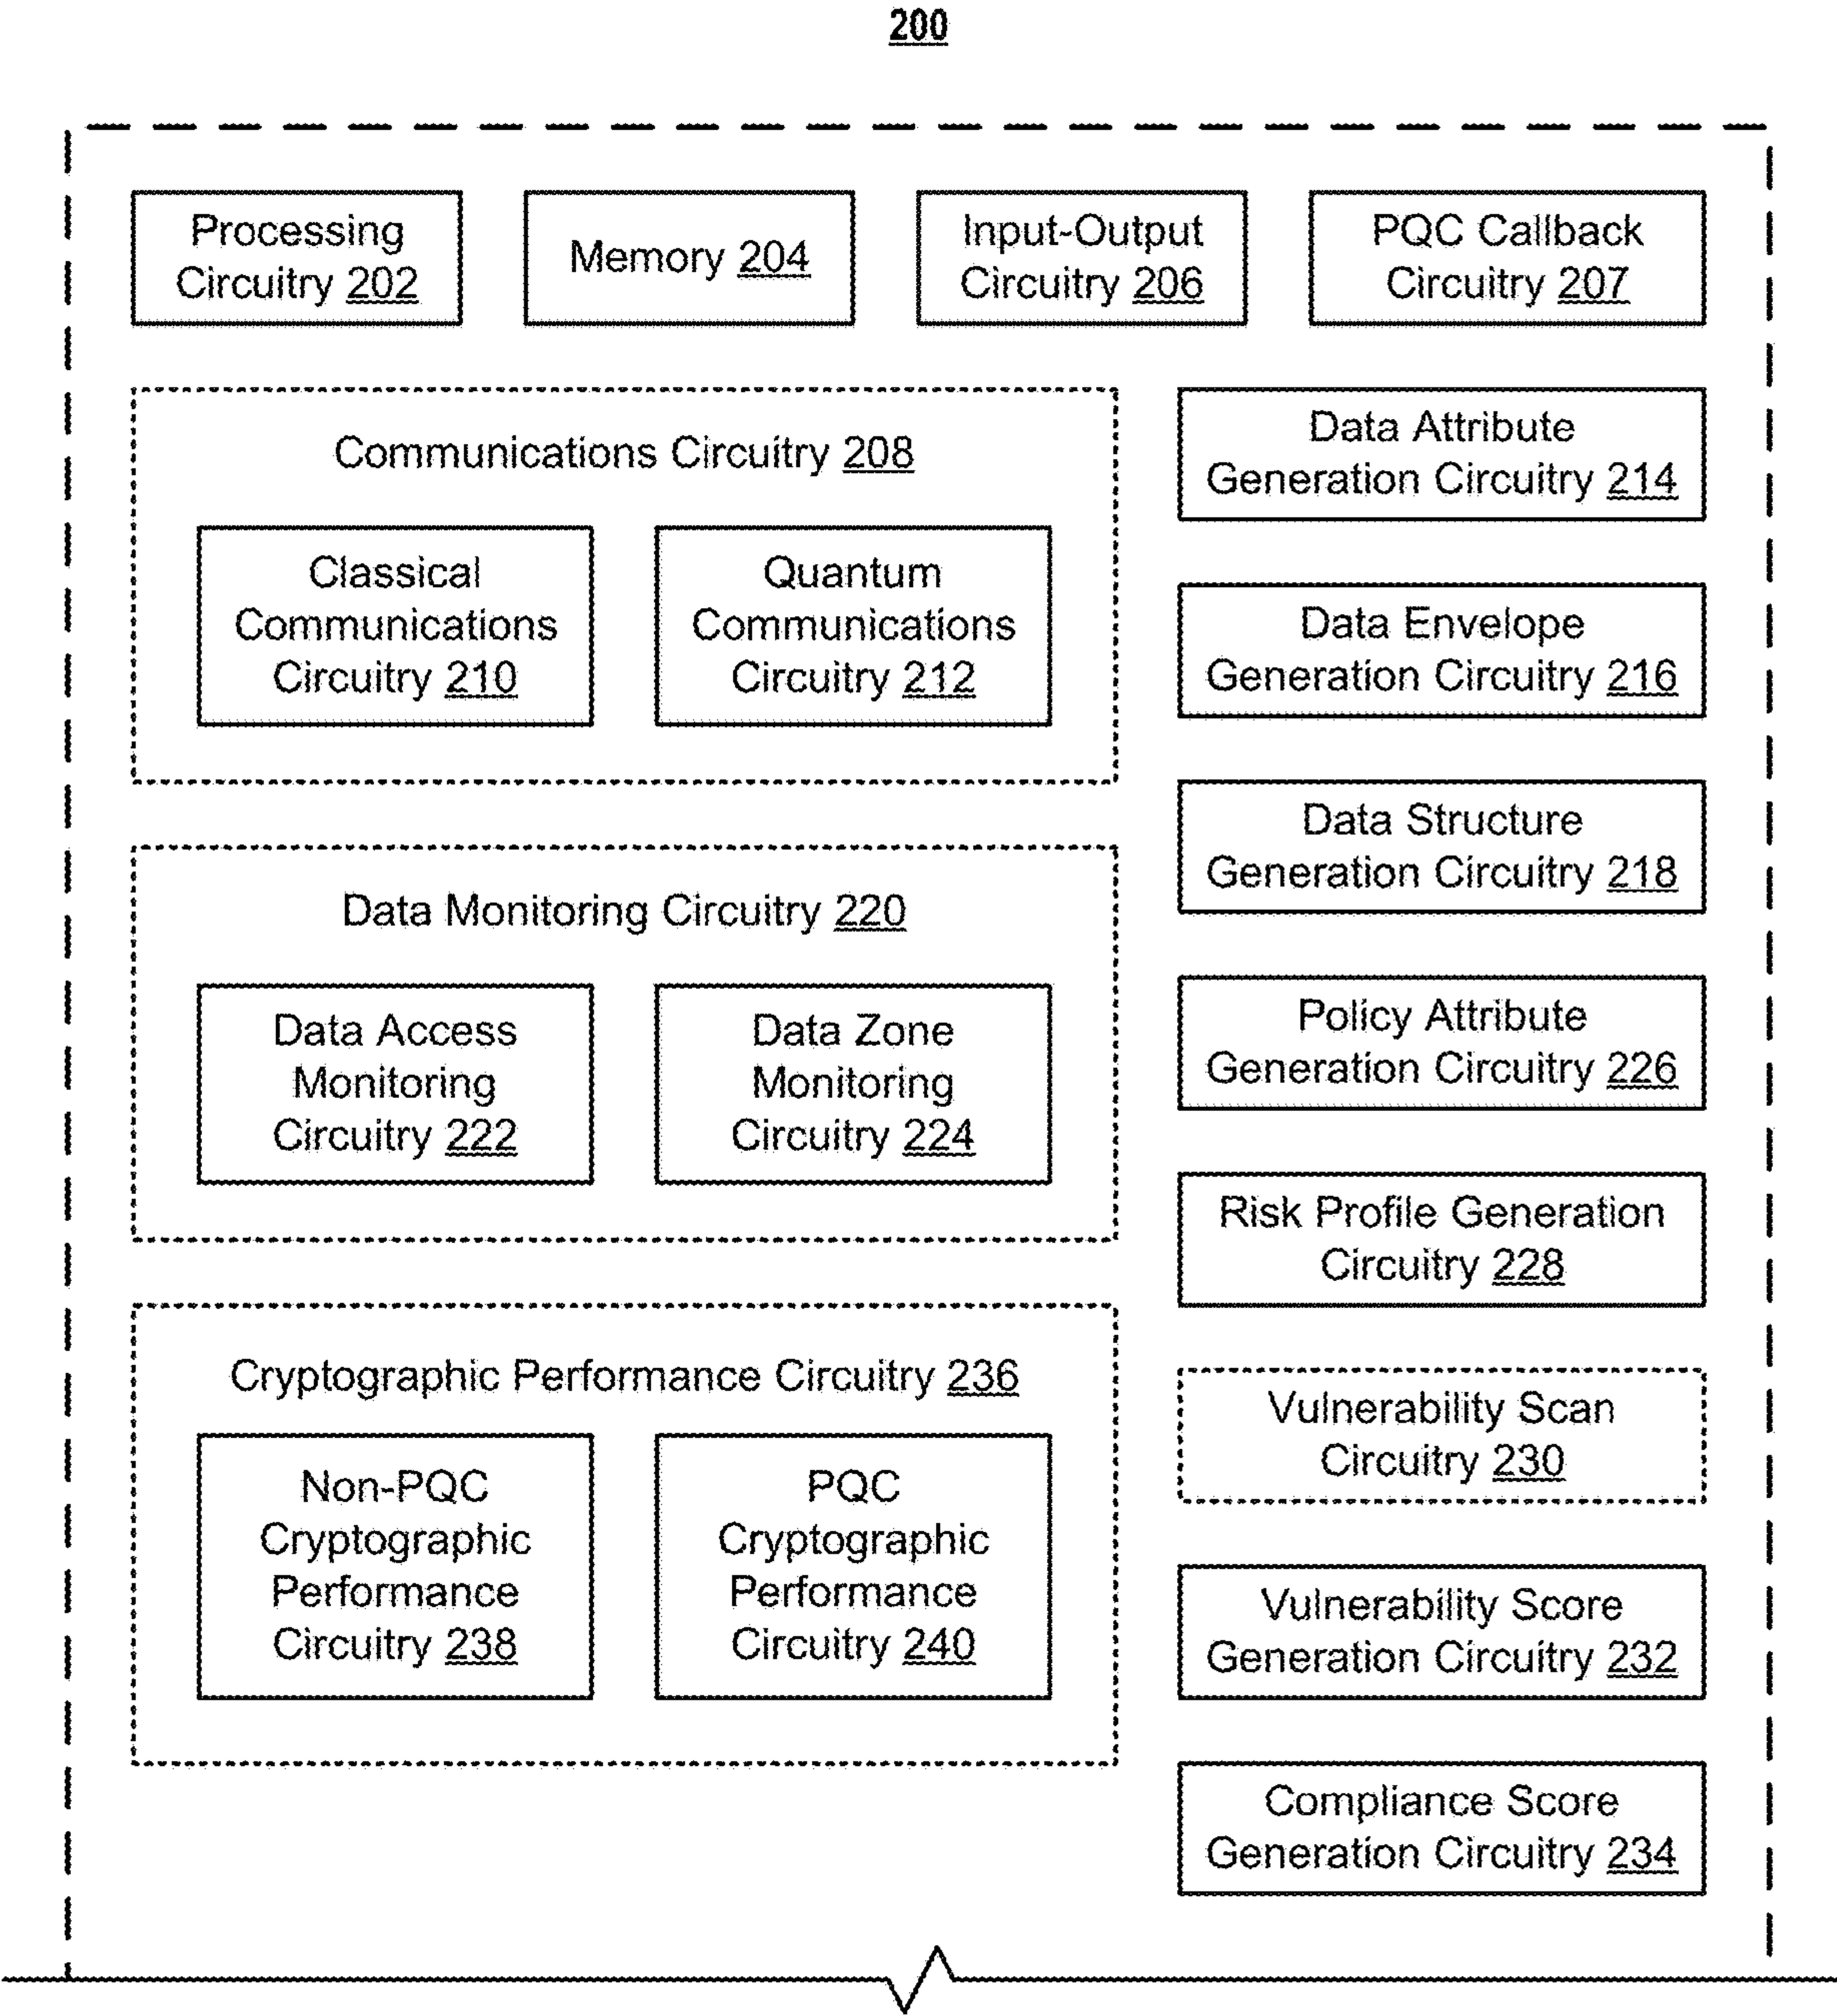 200
Processing
Circuitry 202
Memory 204
Input-Output
Circuitry 206
PQC Callback
Circuitry 207
Communications Circuitry 208
Classical
Communications
Circuitry 210
Quantum
Communications
Circuitry 212
Data Monitoring Circuitry 220
Data Access
Monitoring
Circuitry 222
Data Zone
Monitoring
Circuitry 224
Cryptographic Performance Circuitry 236
Non-PQC
Cryptographic
Performance
Circuitry 238
PQC
Cryptographic
Performance
Circuitry 240
Data Attribute
Generation Circuitry 214
Data Envelope
Generation Circuitry 216
Data Structure
Generation Circuitry 218
Policy Attribute
Generation Circuitry 226
Risk Profile Generation
Circuitry 228
Vulnerability Scan
Circuitry 230
Vulnerability Score
Generation Circuitry 232
Compliance Score
Generation Circuitry 234